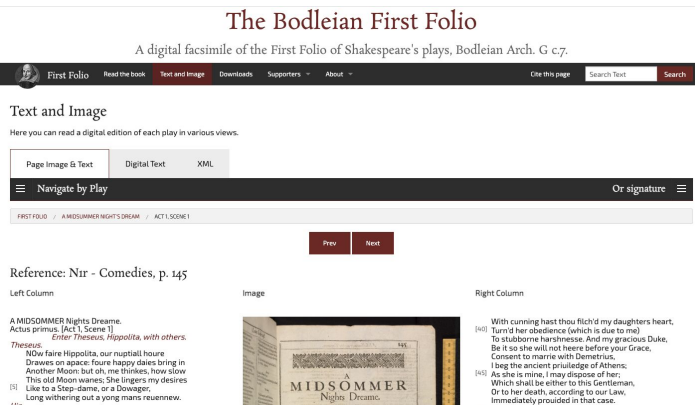 The Bodleian First Folio
A digital facsimile of the First Folio of Shakespeare's plays, Bodleian Arch. G c.7.
First Folio Read the book Text and Image Downloads Supporters About Cite this page Search Text Search
Text and Image
Here you can read a digital edition of each play in various views.
Page Image & Text Digital Text XML
Navigate by Play Or signature
FIRST FOLIO / A MIDSUMMER NIGHT'S DREAM / ACT 1, SCENE 1
Prev Next
Reference: N1r - Comedies, p. 145
Left Column
A MIDSOMMER Nights Dreame.
Actus primus. [Act 1, Scene 1]
Enter Theseus, Hippolita, with others.
Theseus.
NOw faire Hippolita, our nuptiall houre
Drawes on apace: foure happy daies bring in
Another Moon: but oh, me thinkes, how slow
This old Moon wanes; She lingers my desires
[5] Like to a Step-dame, or a Dowager,
Long withering out a yong mans reuennew.
Image
145
A
MIDSOMMER
Nights Dreame.
Right Column
With cunning hast thou filch'd my daughters heart,
[40] Turn'd her obedience (which is due to me)
To stubborne harshnesse. And my gracious Duke,
Be it so she will not heere before your Grace,
Consent to marrie with Demetrius,
I beg the ancient priuiledge of Athens;
[45] As she is mine, I may dispose of her;
Which shall be either to this Gentleman,
Or to her death, according to our Law,
Immediately prouided in that case.